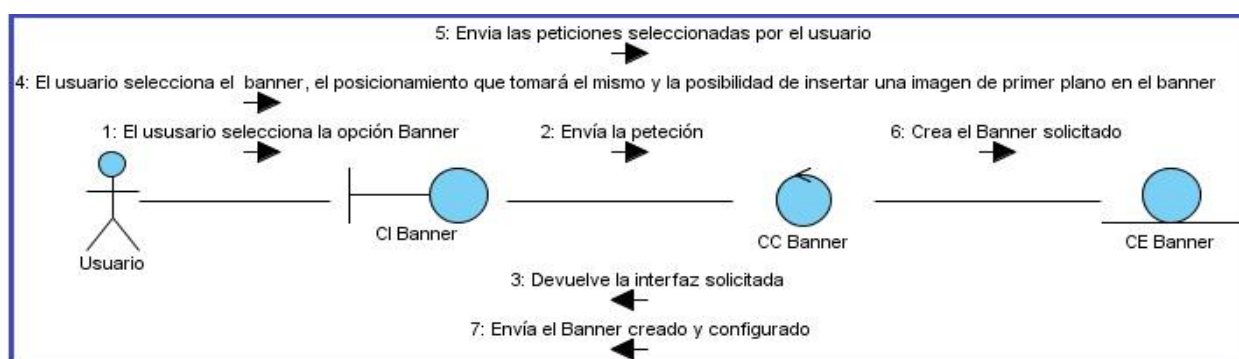 5: Envia las peticiones seleccionadas por el usuario
4: El usuario selecciona el banner, el posicionamiento que tomará el mismo y la posibilidad de insertar una imagen de primer plano en el banner
1: El ususario selecciona la opción Banner
2: Envía la peteción
6: Crea el Banner solicitado
CI Banner
CC Banner
CE Banner
Usuario
3: Devuelve la interfaz solicitada
7: Envía el Banner creado y configurado